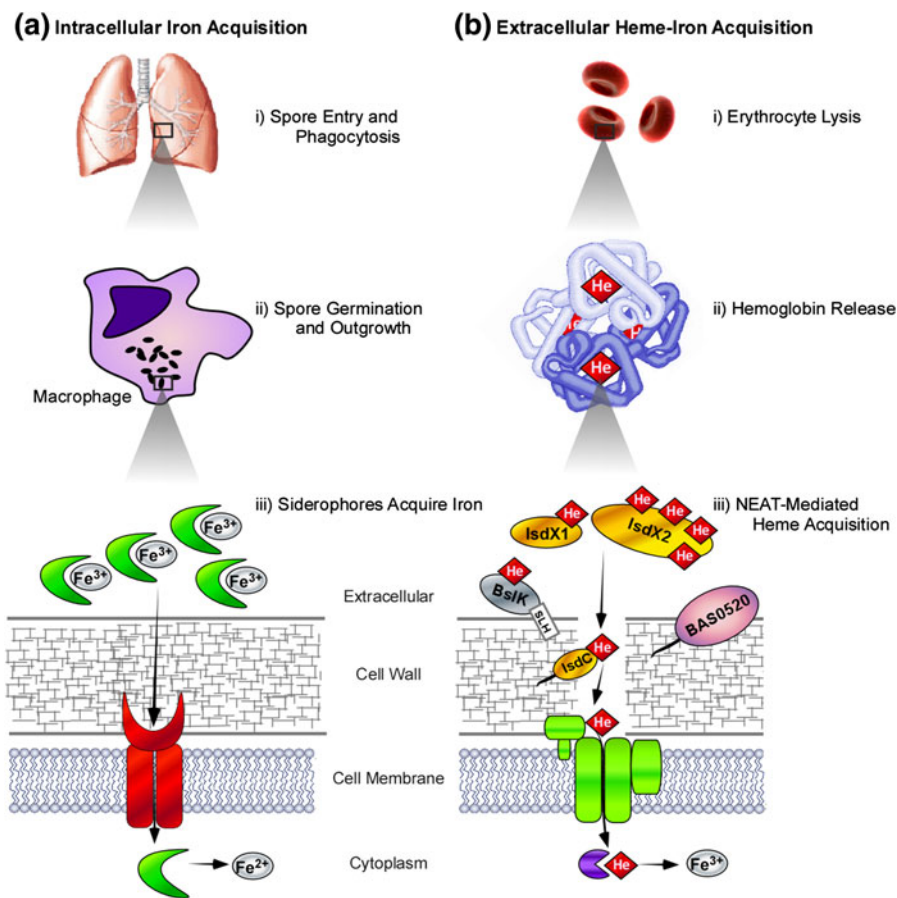 (a) Intracellular Iron Acquisition
i) Spore Entry and
Phagocytosis
ii) Spore Germination
and Outgrowth
Macrophage
iii) Siderophores Acquire Iron
Fe3+
Fe3+
Fe3+
Fe3+
Fe2+
Extracellular
Cell Wall
Cell Membrane
Cytoplasm
(b) Extracellular Heme-Iron Acquisition
i) Erythrocyte Lysis
He
He
He
H
ii) Hemoglobin Release
iii) NEAT-Mediated
Heme Acquisition
He
IsdX1
He
He
He
He
IsdX2
He
BslK
SLH
BAS0520
He
IsdC
He
He
Fe3+